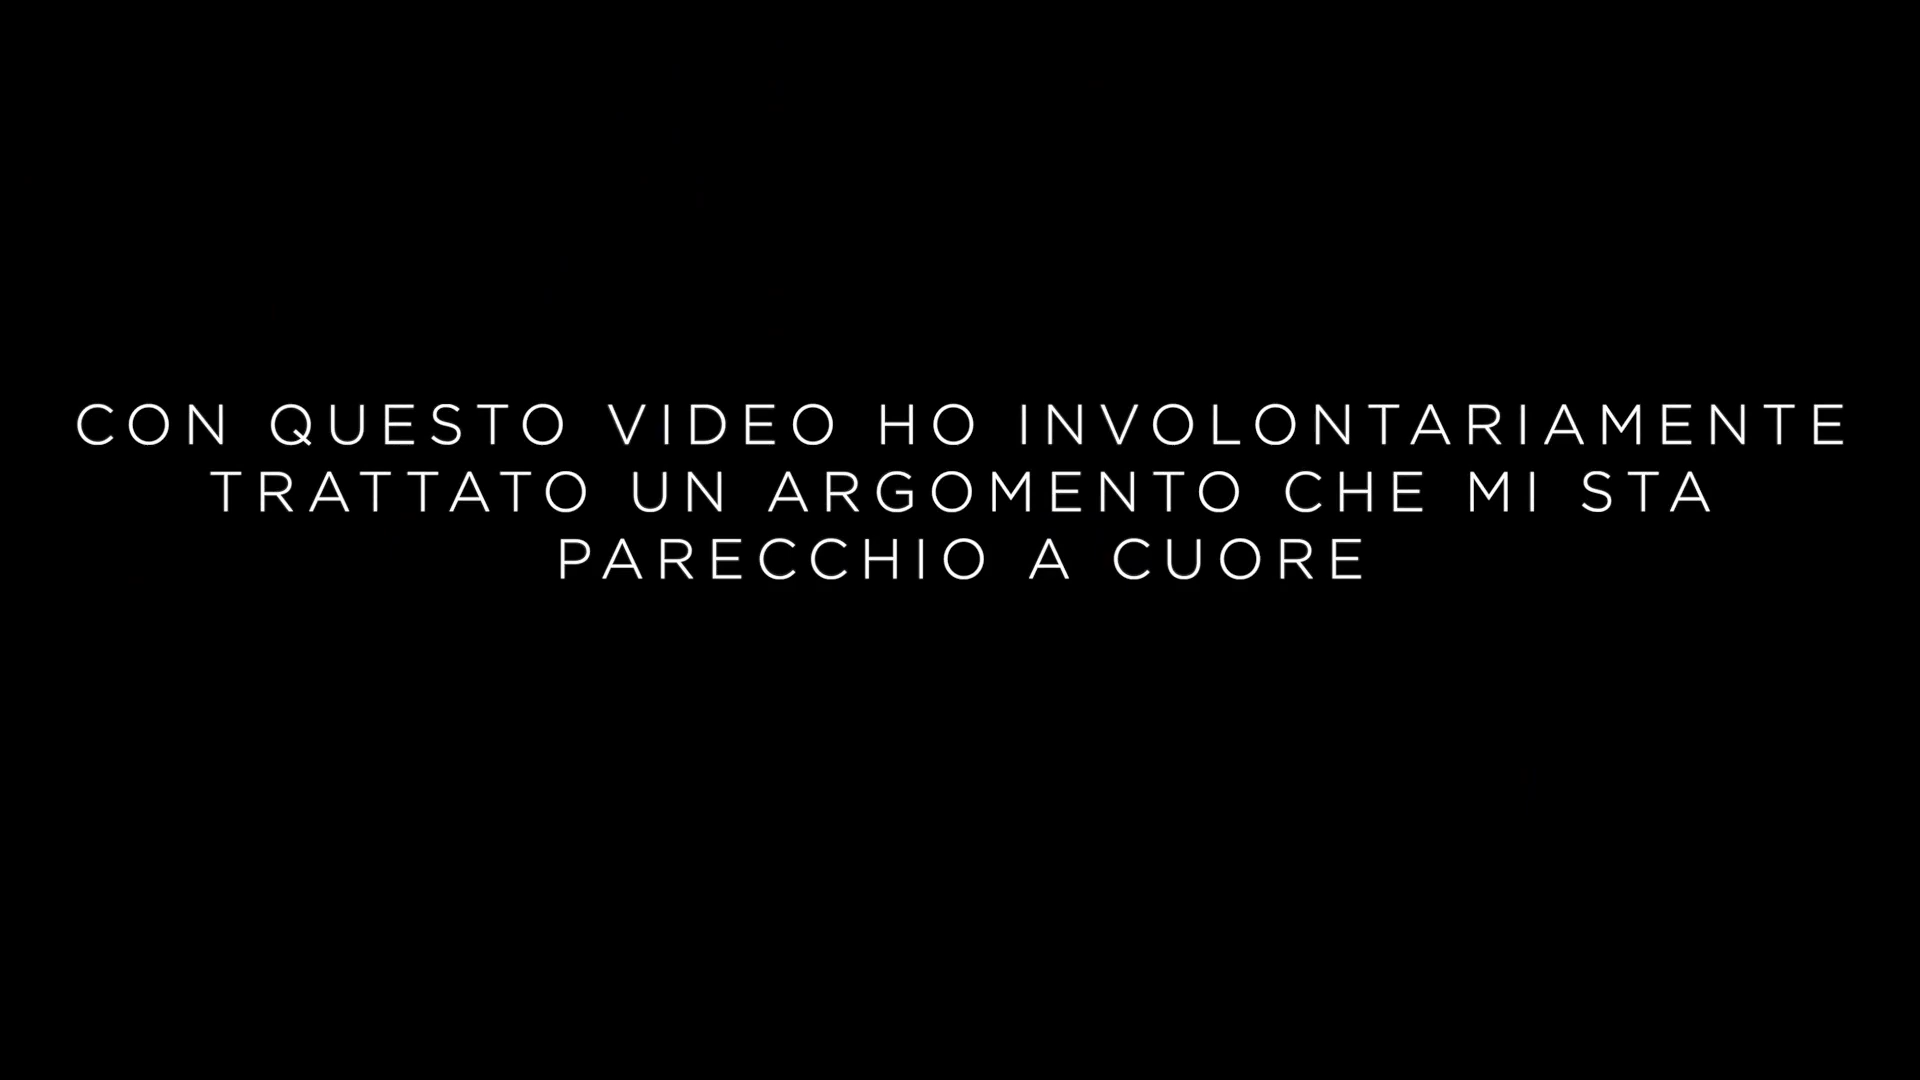 CON QUESTO VIDEO HO INVOLONTARIAMENTE
TRATTATO UN ARGOMENTO CHE MI STA
PARECCHIO A CUORE